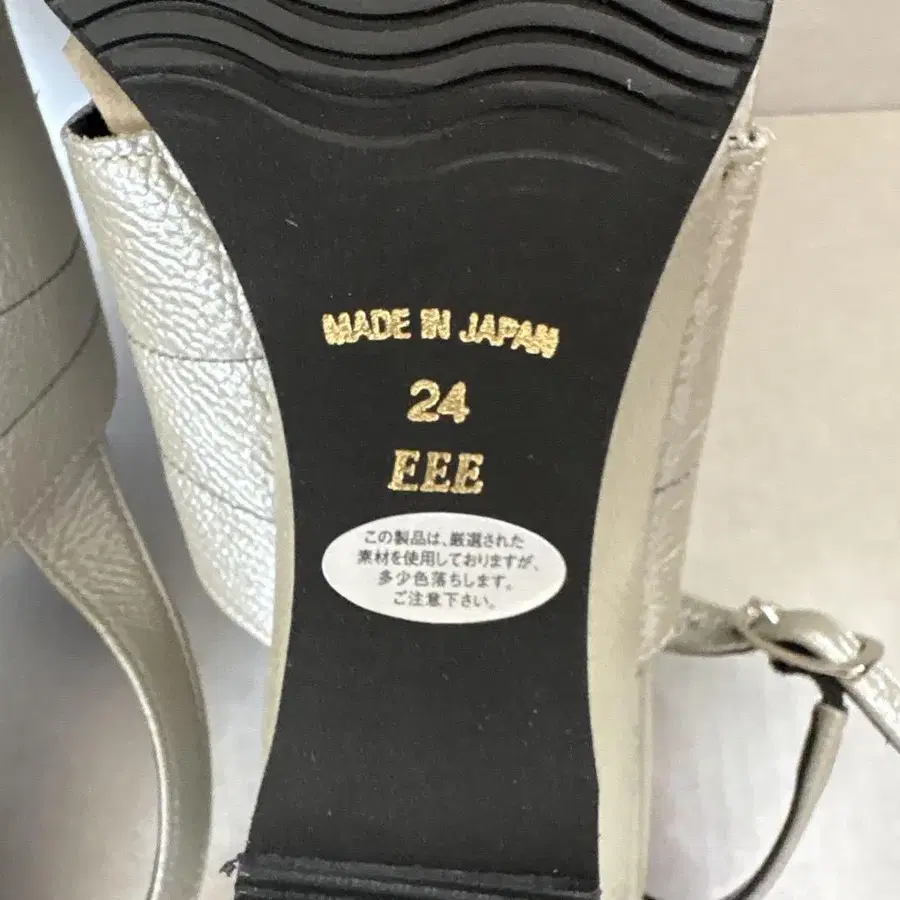 MADE IN JAPAN
24
EEE
この製品は、厳選された
素材を使用しておりますが、
多少色落ちします。
ご注意下さい。